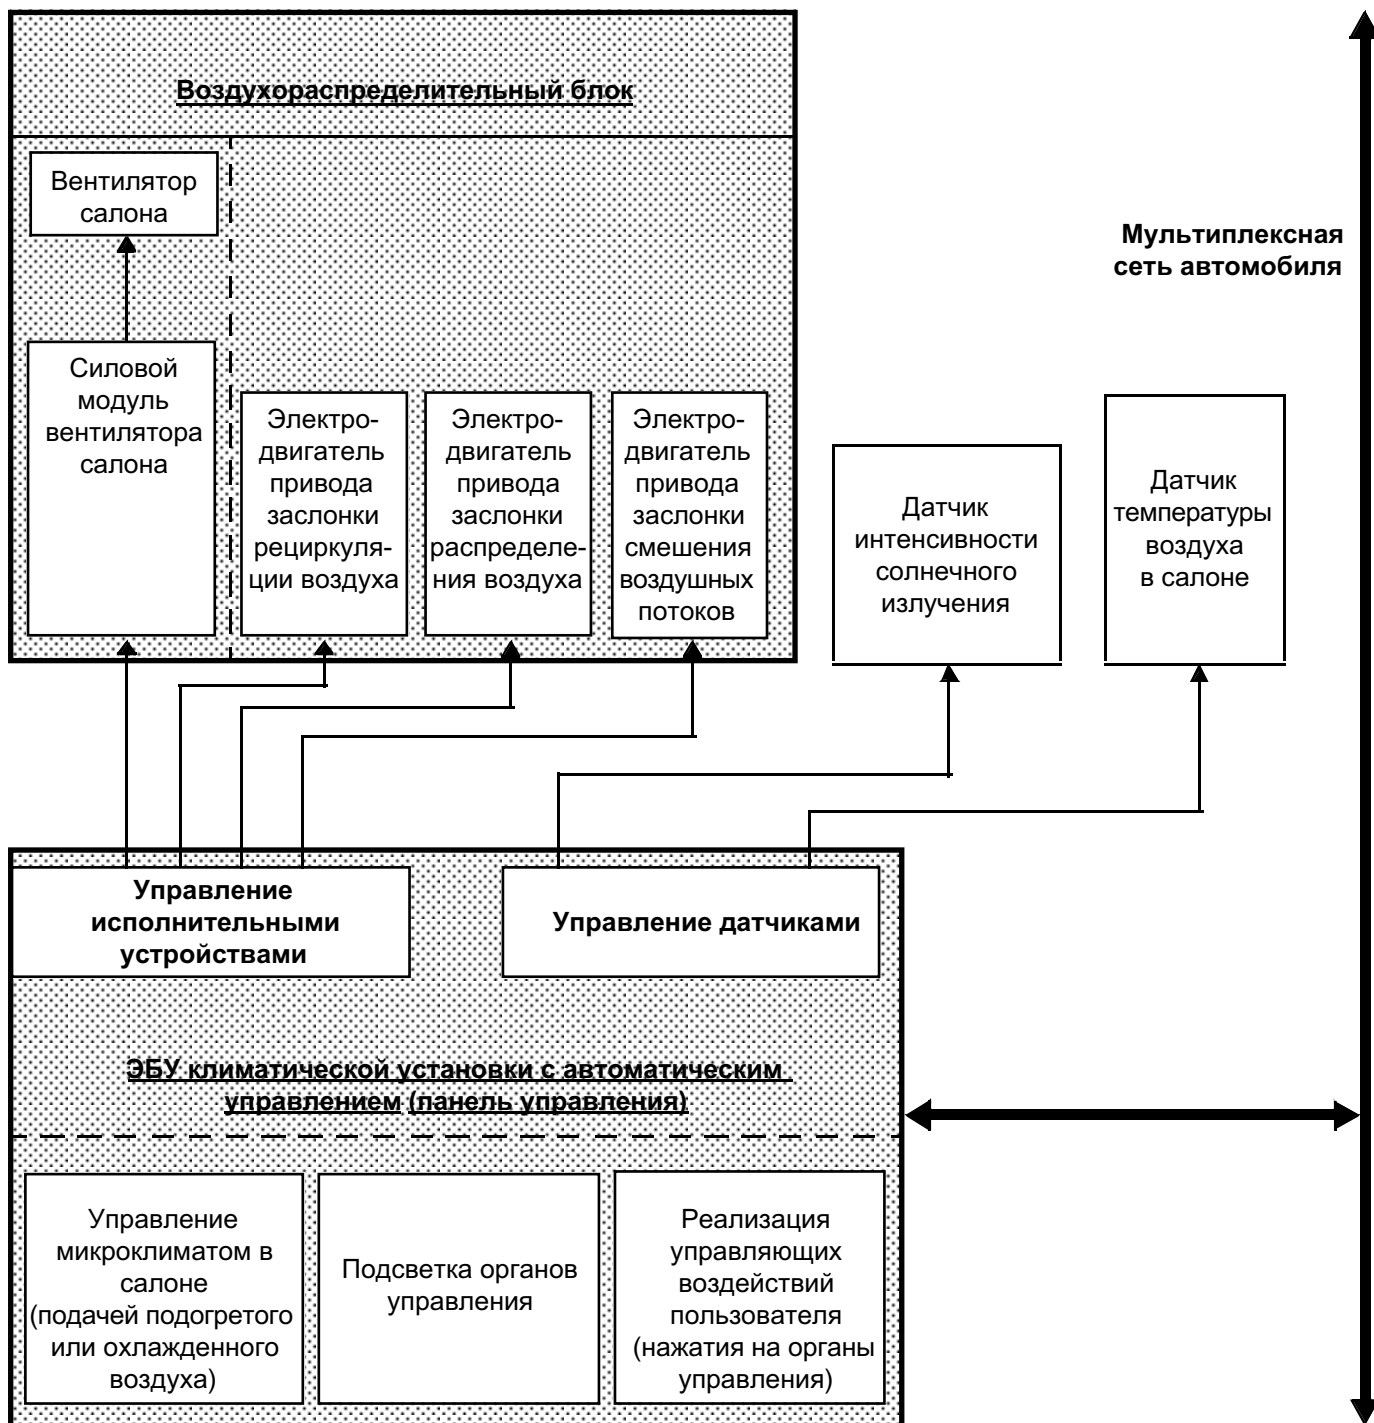 Воздухораспределительный блок
Вентилятор
салона
Мультиплексная
сеть автомобиля
Силовой
модуль
вентилятора
салона
Электро-
двигатель
привода
заслонки
рециркуля-
ции воздуха
Электро-
двигатель
привода
заслонки
распределе-
ния воздуха
Электро-
двигатель
привода
заслонки
смешения
воздушных
потоков
Датчик
интенсивности
солнечного
излучения
Датчик
температуры
воздуха
в салоне
Управление
исполнительными
устройствами
Управление датчиками
ЭБУ климатической установки с автоматическим
управлением (панель управления)
Управление
микроклиматом в
салоне
(подачей подогретого
или охлажденного
воздуха)
Подсветка органов
управления
Реализация
управляющих
воздействий
пользователя
(нажатия на органы
управления)